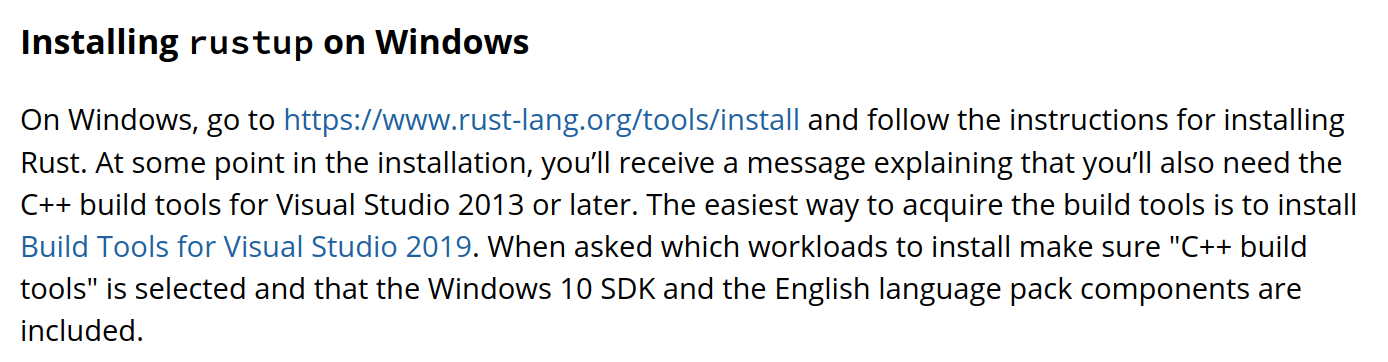 Installing rustup on Windows
On Windows, go to https://www.rust-lang.org/tools/install and follow the instructions for installing
Rust. At some point in the installation, you’ll receive a message explaining that you’ll also need the
C++ build tools for Visual Studio 2013 or later. The easiest way to acquire the build tools is to install
Build Tools for Visual Studio 2019. When asked which workloads to install make sure "C++ build
tools" is selected and that the Windows 10 SDK and the English language pack components are
included.